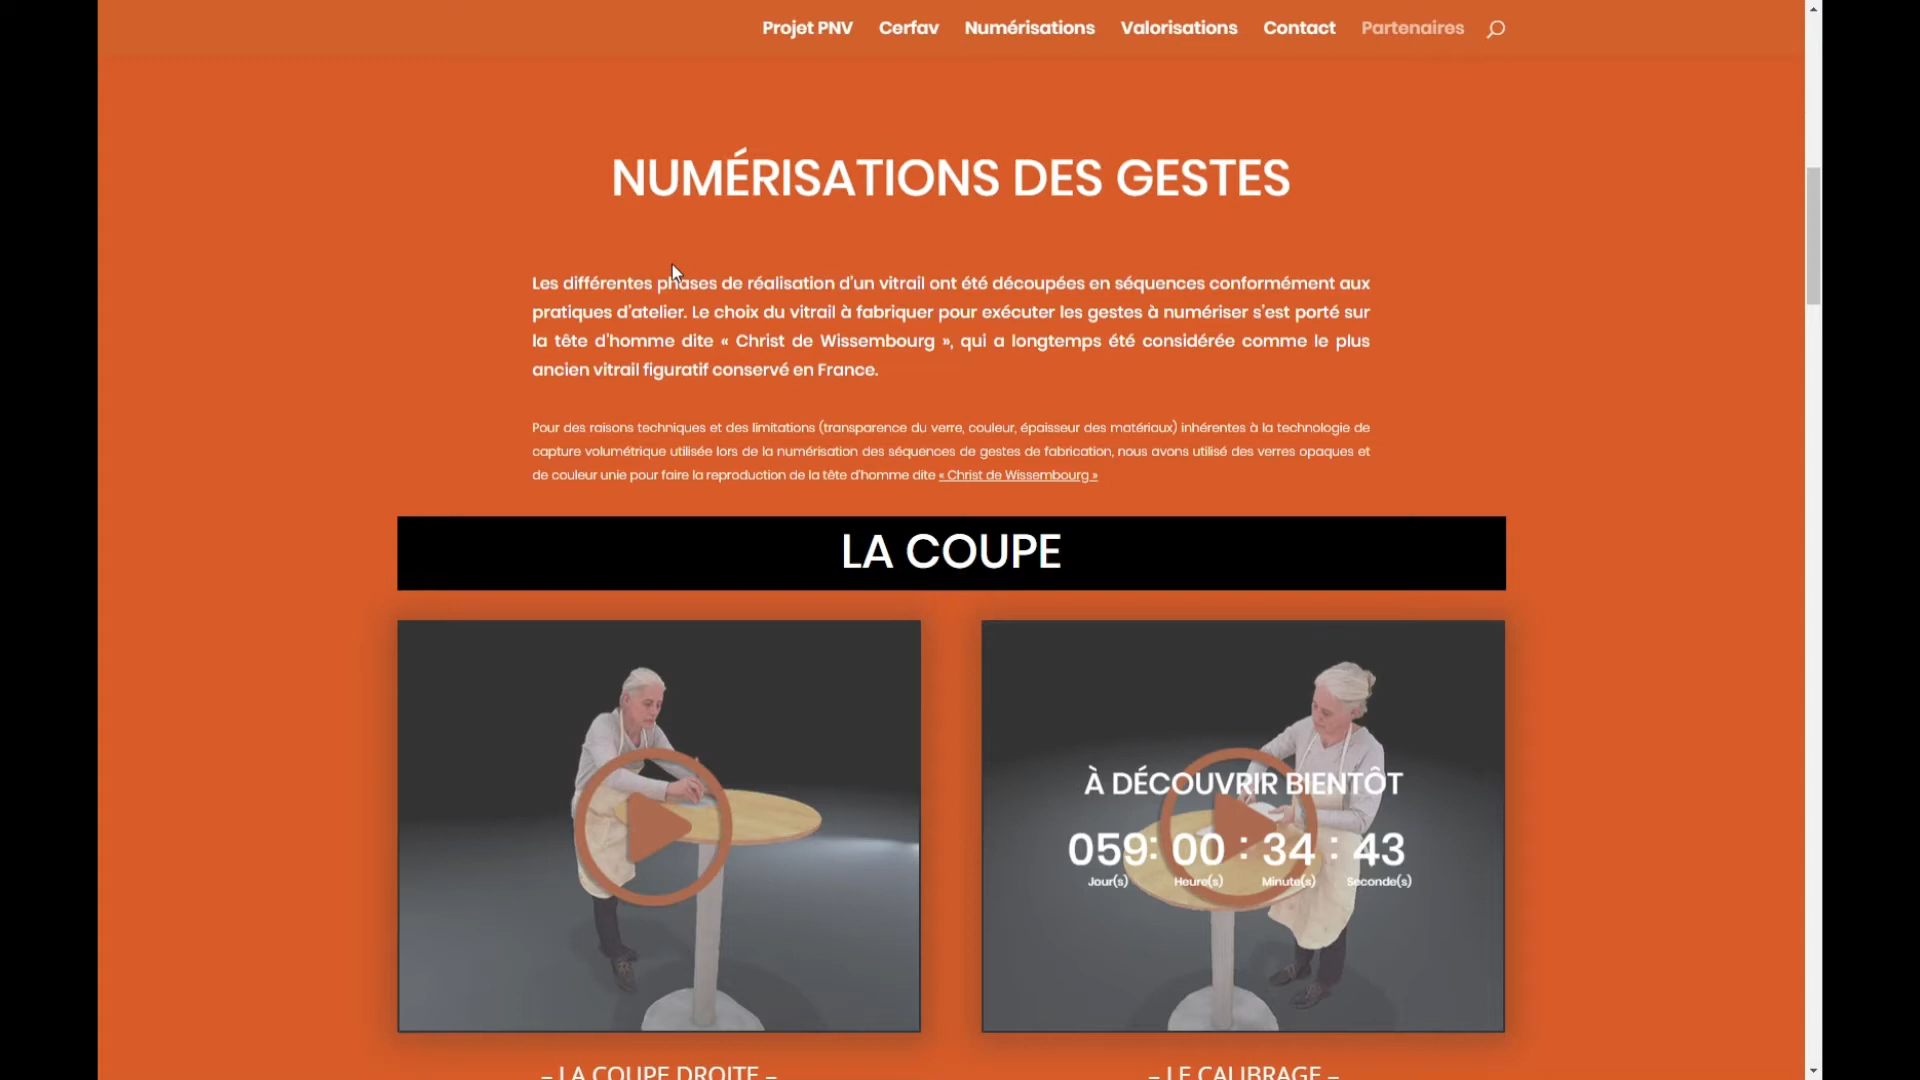 Projet PNV Cerfav Numérisations Valorisations Contact Partenaires
NUMÉRISATIONS DES GESTES
Les différentes phases de réalisation d'un vitrail ont été découpées en séquences conformément aux
pratiques d'atelier. Le choix du vitrail à fabriquer pour exécuter les gestes à numériser s'est porté sur
la tête d'homme dite « Christ de Wissembourg », qui a longtemps été considérée comme le plus
ancien vitrail figuratif conservé en France.
Pour des raisons techniques et des limitations (transparence du verre, couleur, épaisseur des matériaux) inhérentes à la technologie de
capture volumétrique utilisée lors de la numérisation des séquences de gestes de fabrication, nous avons utilisé des verres opaques et
de couleur unie pour faire la reproduction de la tête d'homme dite « Christ de Wissembourg »
LA COUPE
À DÉCOUVRIR BIENTÔT
059: 00 : 34 : 43
Jour(s) Heure(s) Minute(s) Seconde(s)
– LA COUPE DROITE –
– LE CALIBRAGE –